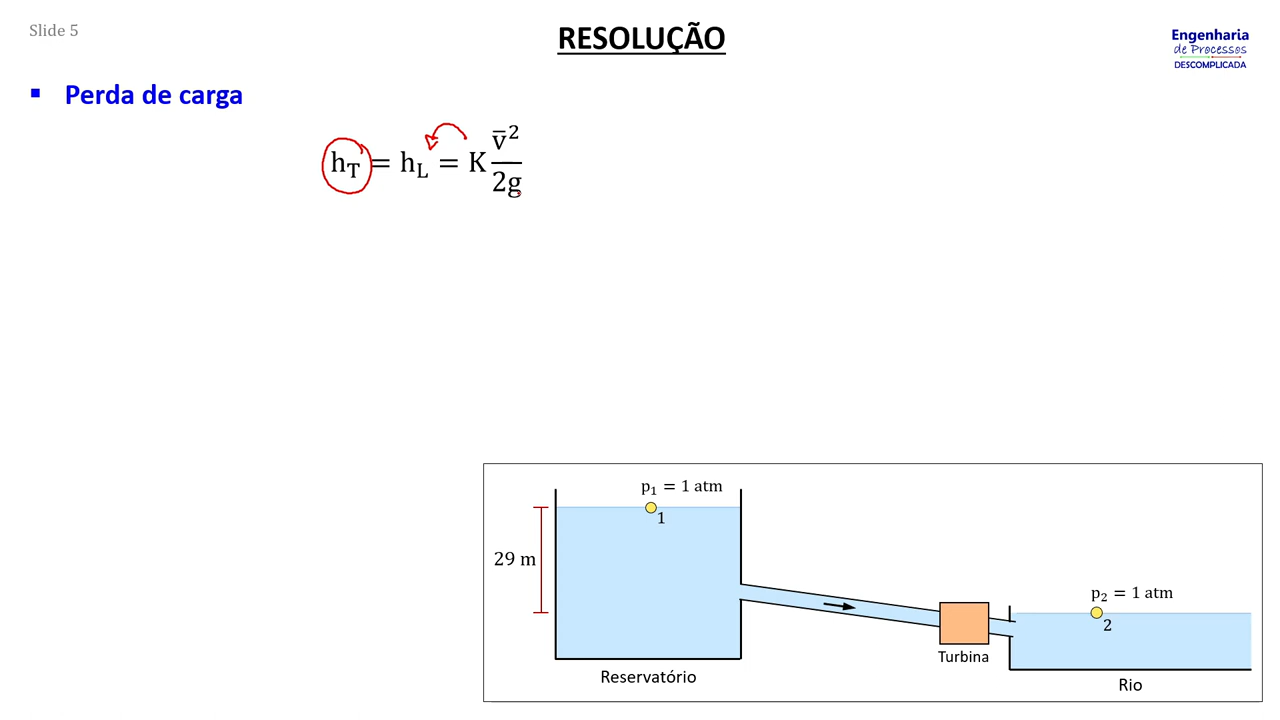 Slide 5
RESOLUÇÃO
Engenharia
de Processos
DESCOMPLICADA
▪ Perda de carga
h_T = h_L = K v̄²/2g
p₁ = 1 atm
1
29 m
p₂ = 1 atm
2
Turbina
Reservatório
Rio